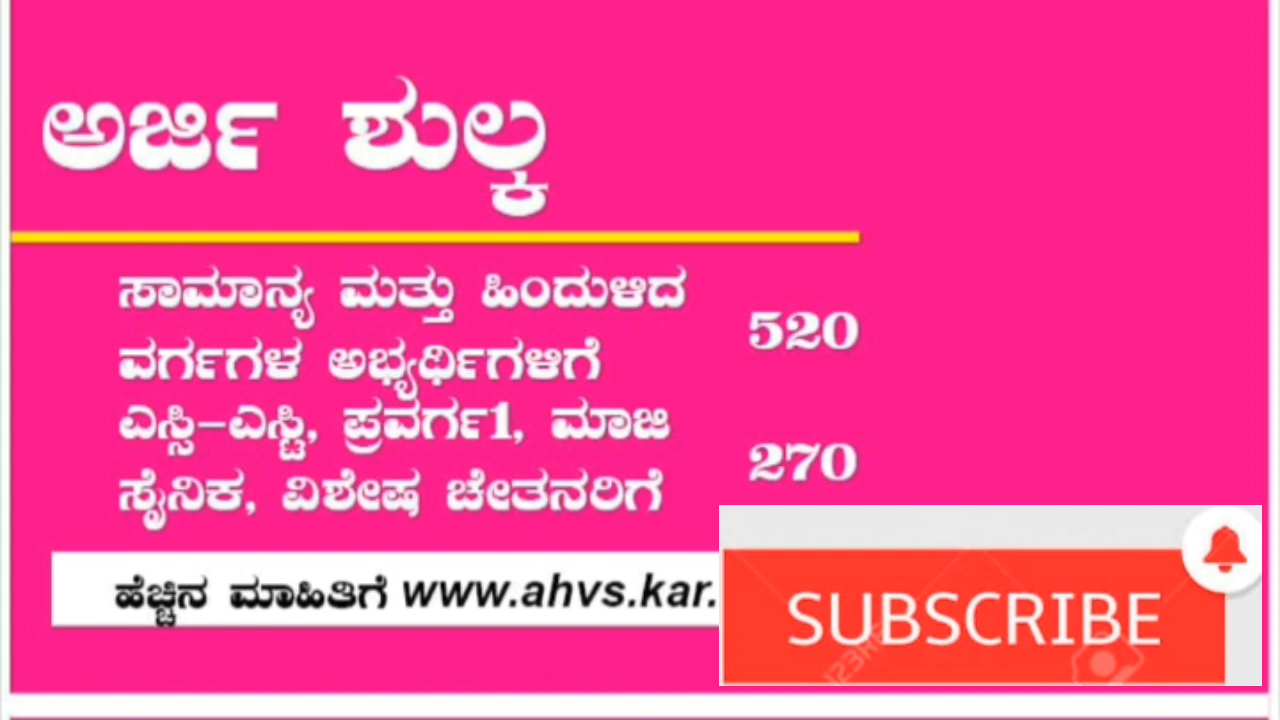 ಅರ್ಜಿ ಶುಲ್ಕ
ಸಾಮಾನ್ಯ ಮತ್ತು ಹಿಂದುಳಿದ
ವರ್ಗಗಳ ಅಭ್ಯರ್ಥಿಗಳಿಗೆ
520
ಎಸ್ಸಿ-ಎಸ್ಟಿ, ಪ್ರವರ್ಗ1, ಮಾಜಿ
ಸೈನಿಕ, ವಿಶೇಷ ಚೇತನರಿಗೆ
270
ಹೆಚ್ಚಿನ ಮಾಹಿತಿಗೆ www.ahvs.kar.
SUBSCRIBE